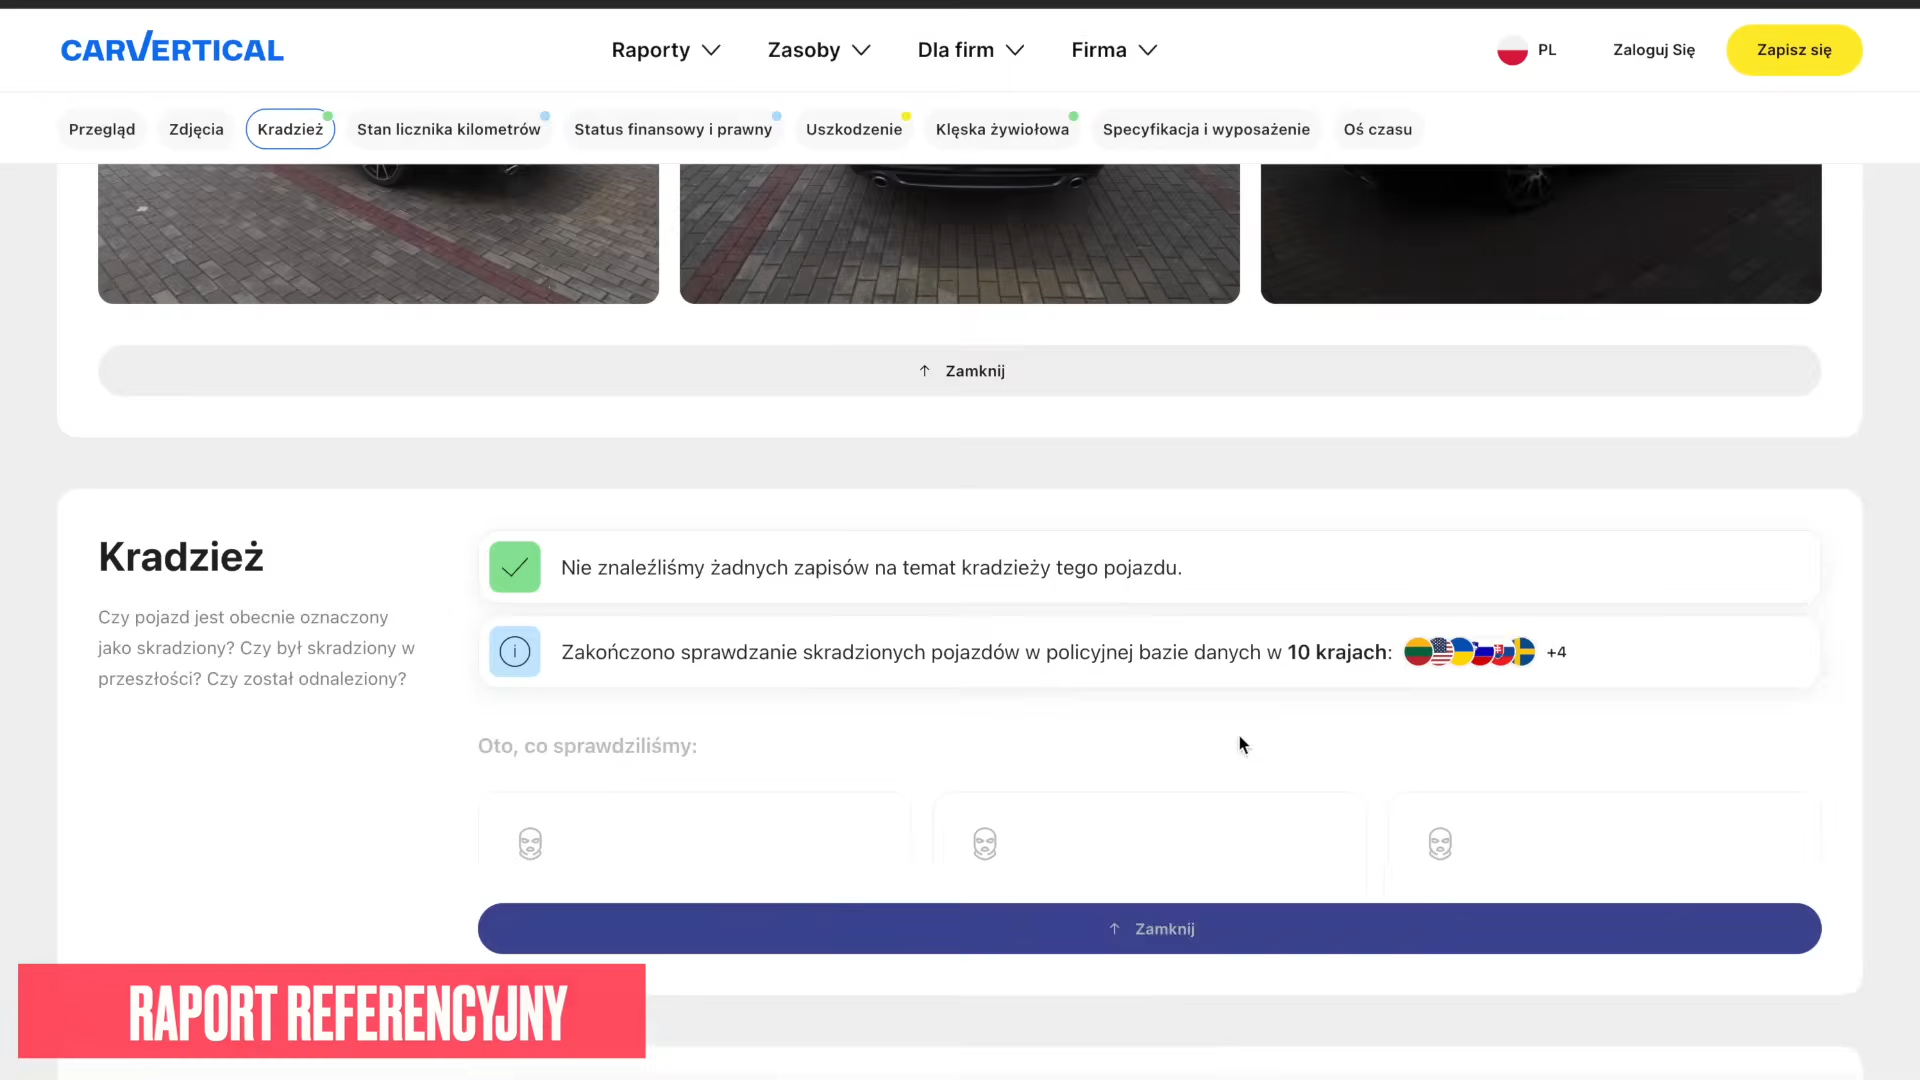 CARVERTICAL
Raporty
Zasoby
Dla firm
Firma
PL
Zaloguj Się
Zapisz się
Przegląd
Zdjęcia
Kradzież
Stan licznika kilometrów
Status finansowy i prawny
Uszkodzenie
Klęska żywiołowa
Specyfikacja i wyposażenie
Oś czasu
Zamknij
Kradzież
Czy pojazd jest obecnie oznaczony
jako skradziony? Czy był skradziony w
przeszłości? Czy został odnaleziony?
Nie znaleźliśmy żadnych zapisów na temat kradzieży tego pojazdu.
Zakończono sprawdzanie skradzionych pojazdów w policyjnej bazie danych w 10 krajach: +4
Oto, co sprawdziliśmy:
Zamknij
RAPORT REFERENCYJNY